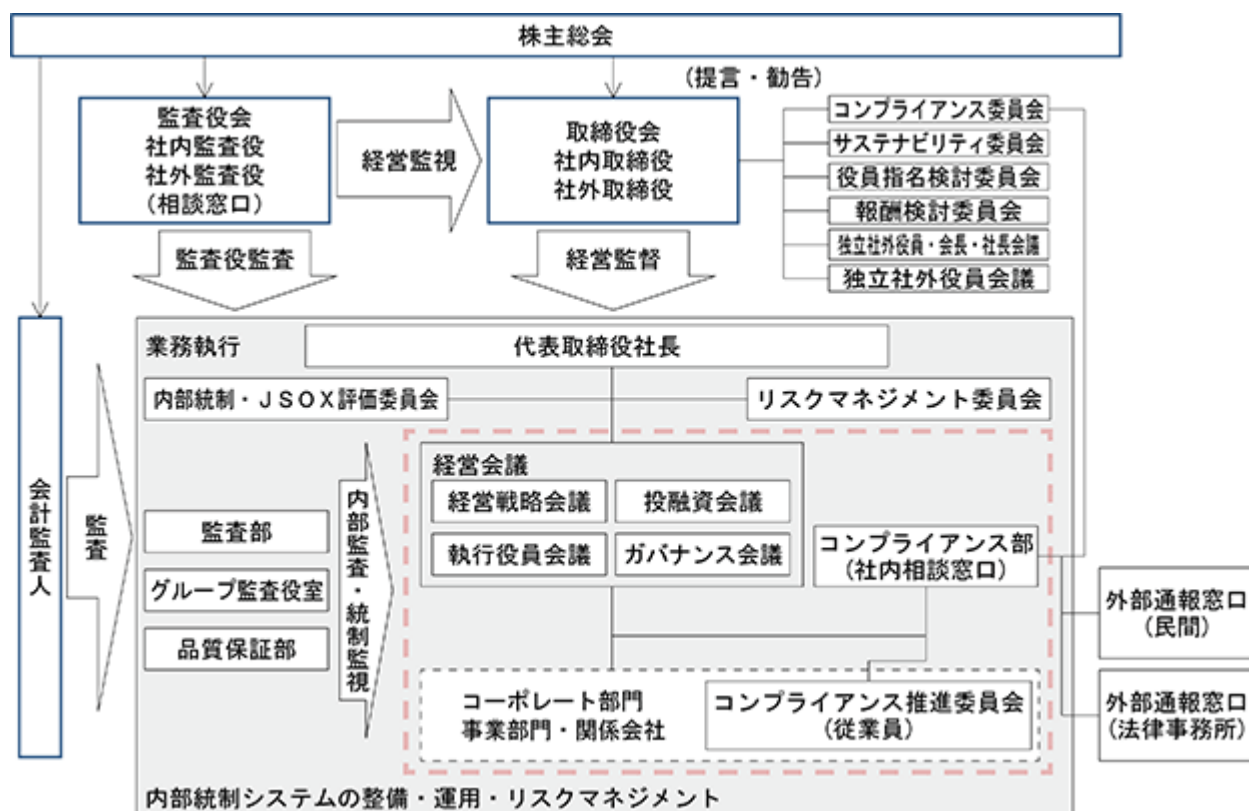 株主総会
(提言・勧告)
監査役会
社内監査役
社外監査役
(相談窓口)
経営監視
取締役会
社内取締役
社外取締役
コンプライアンス委員会
サステナビリティ委員会
役員指名検討委員会
報酬検討委員会
独立社外役員・会長・社長会議
独立社外役員会議
監査役監査
経営監督
業務執行
代表取締役社長
内部統制・ＪＳＯＸ評価委員会
リスクマネジメント委員会
会計監査人
監査
監査部
グループ監査役室
品質保証部
内部監査・統制監視
経営会議
経営戦略会議
投融資会議
執行役員会議
ガバナンス会議
コンプライアンス部
(社内相談窓口)
外部通報窓口
(民間)
コーポレート部門
事業部門・関係会社
コンプライアンス推進委員会
(従業員)
外部通報窓口
(法律事務所)
内部統制システムの整備・運用・リスクマネジメント